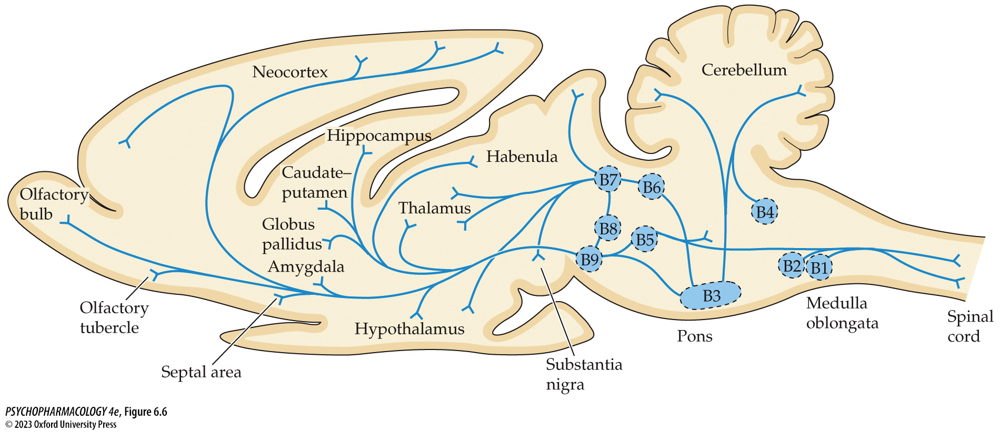 Neocortex
Cerebellum
Hippocampus
Habenula
Caudate–
putamen
Olfactory
bulb
Thalamus
Globus
pallidus
Amygdala
B7
B6
B4
B8
B5
B9
B2
B1
B3
Olfactory
tubercle
Hypothalamus
Septal area
Substantia
nigra
Pons
Medulla
oblongata
Spinal
cord
PSYCHOPHARMACOLOGY 4e, Figure 6.6
© 2023 Oxford University Press